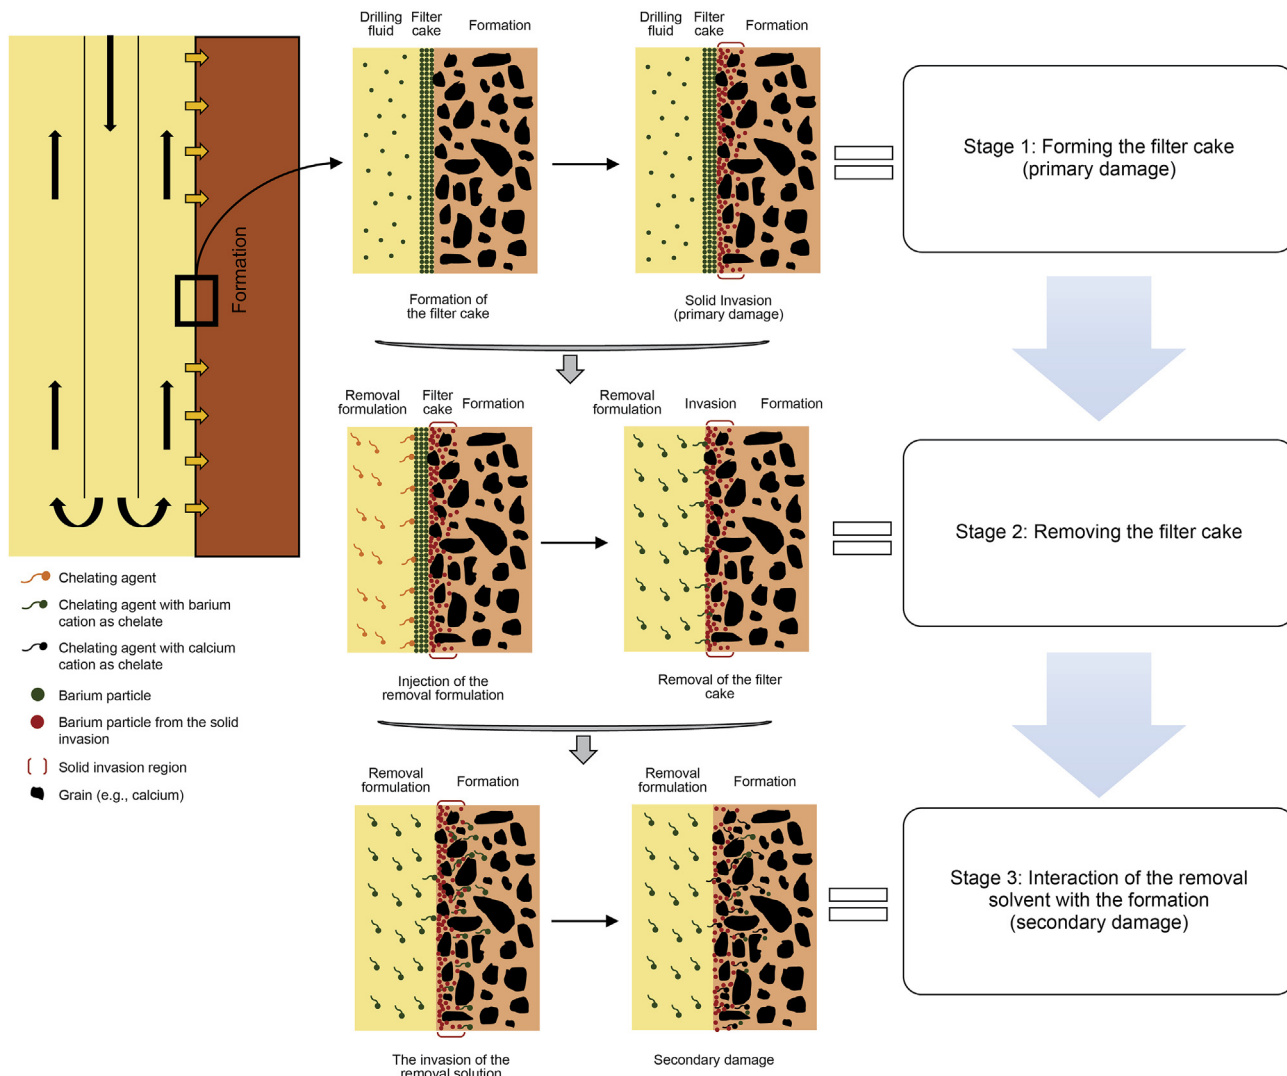 Drilling
fluid
Filter
cake
Formation
Drilling
fluid
Filter
cake
Formation
Formation
Formation of
the filter cake
Solid Invasion
(primary damage)
Stage 1: Forming the filter cake
(primary damage)
Removal
formulation
Filter
cake
Formation
Removal
formulation
Invasion
Formation
Injection of the
removal formulation
Removal of the filter
cake
Stage 2: Removing the filter cake
Chelating agent
Chelating agent with barium
cation as chelate
Chelating agent with calcium
cation as chelate
Barium particle
Barium particle from the solid
invasion
Solid invasion region
Grain (e.g., calcium)
Removal
formulation
Formation
Removal
formulation
Formation
The invasion of the
removal solution
Secondary damage
Stage 3: Interaction of the removal
solvent with the formation
(secondary damage)